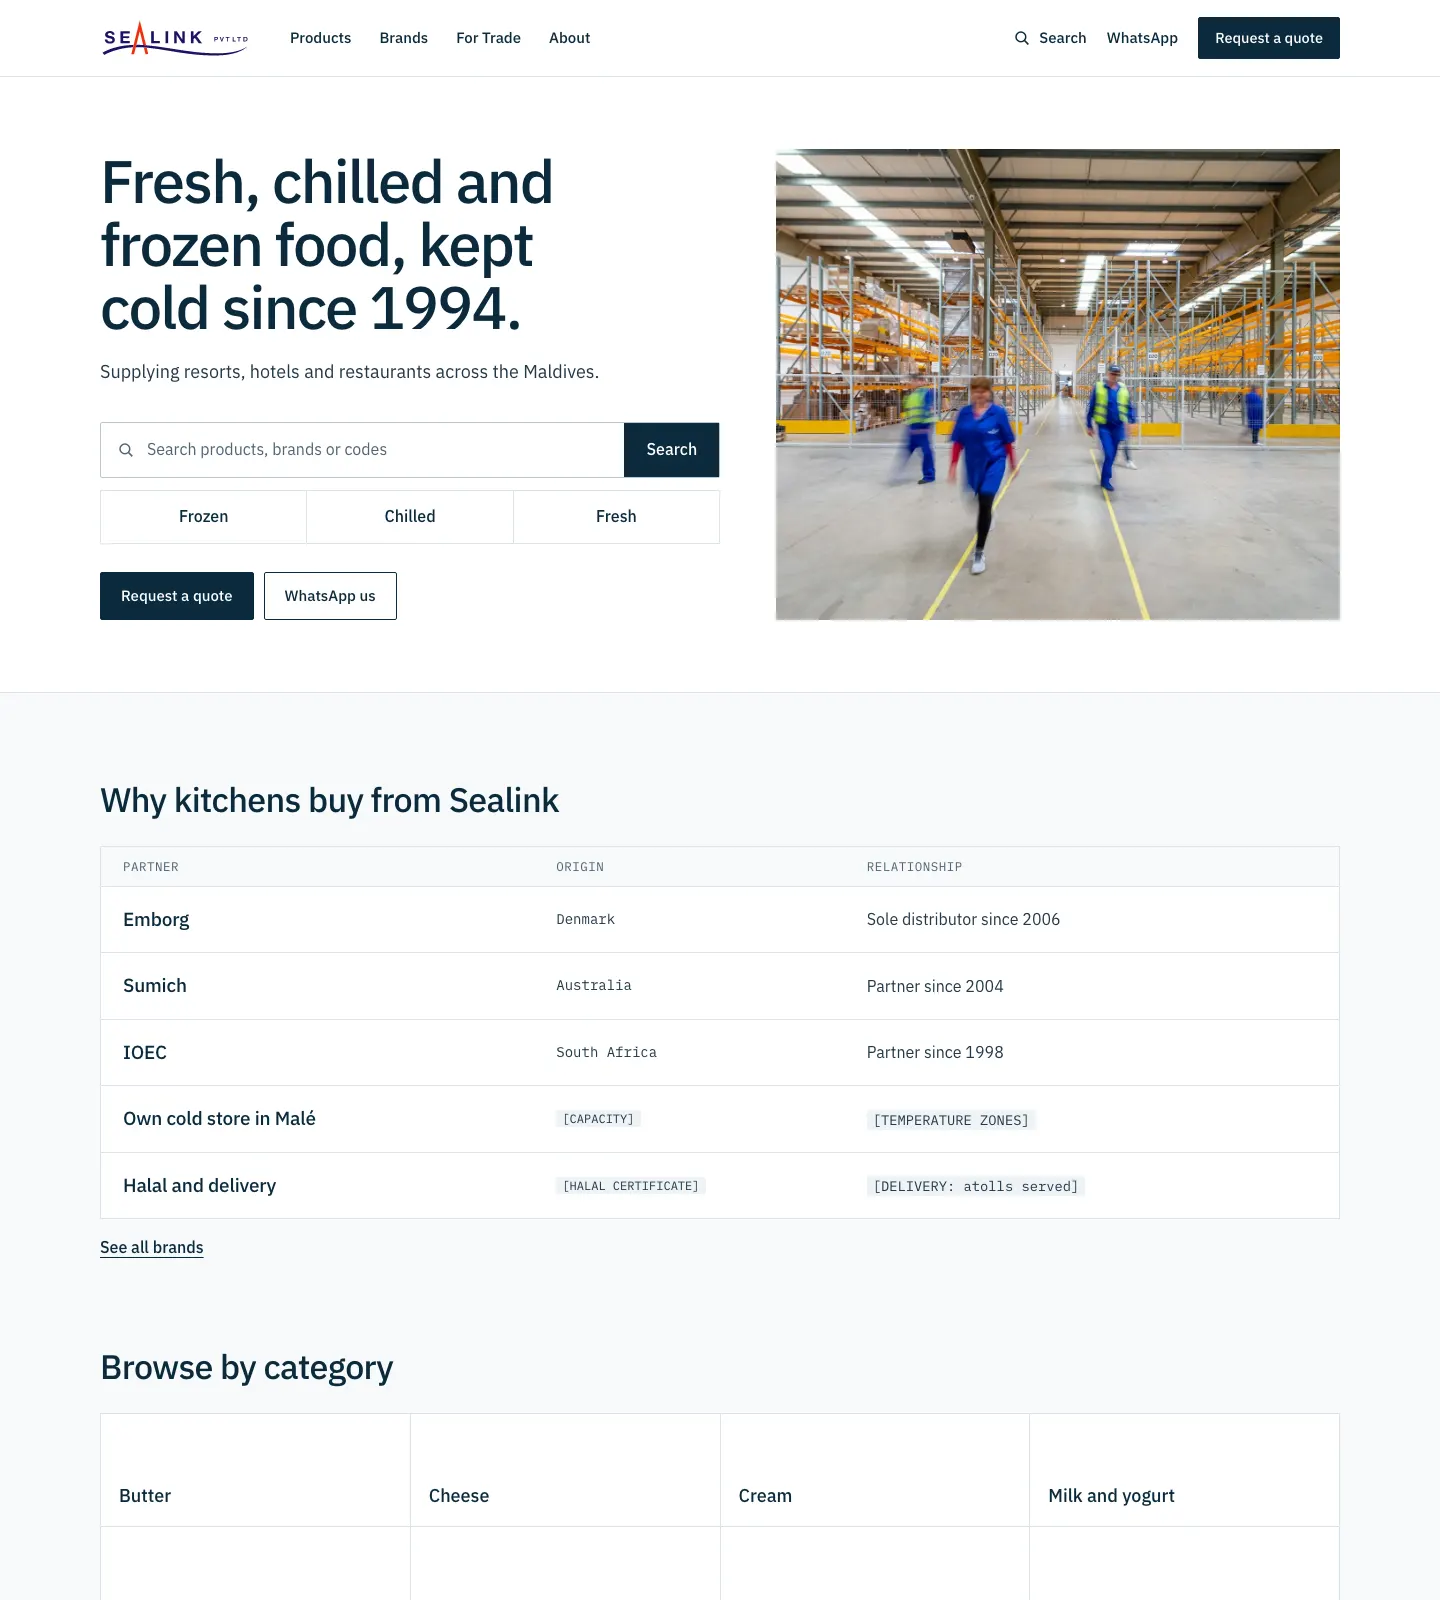 SEALINK PVT LTD
Products
Brands
For Trade
About
Search
WhatsApp
Request a quote
Fresh, chilled and
frozen food, kept
cold since 1994.
Supplying resorts, hotels and restaurants across the Maldives.
Search products, brands or codes
Search
Frozen
Chilled
Fresh
Request a quote
WhatsApp us
Why kitchens buy from Sealink
PARTNER ORIGIN RELATIONSHIP
Emborg Denmark Sole distributor since 2006
Sumich Australia Partner since 2004
IOEC South Africa Partner since 1998
Own cold store in Malé [CAPACITY] [TEMPERATURE ZONES]
Halal and delivery [HALAL CERTIFICATE] [DELIVERY: atolls served]
See all brands
Browse by category
Butter
Cheese
Cream
Milk and yogurt